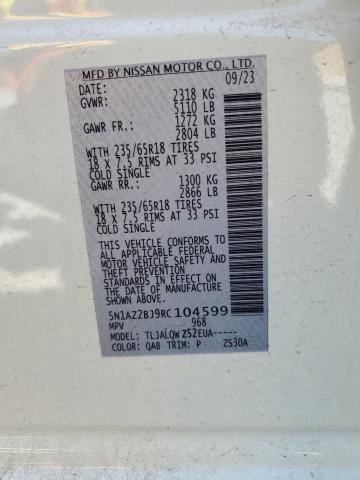 MFD BY NISSAN MOTOR CO., LTD.
DATE: 09/23
GVWR: 2318 KG
5110 LB
GAWR FR.: 1272 KG
2804 LB
WITH 235/65R18 TIRES
18 X 7.5 RIMS AT 33 PSI
COLD SINGLE
GAWR RR.: 1300 KG
2866 LB
WITH 235/65R18 TIRES
18 X 7.5 RIMS AT 33 PSI
COLD SINGLE
THIS VEHICLE CONFORMS TO
ALL APPLICABLE FEDERAL
MOTOR VEHICLE SAFETY AND
THEFT PREVENTION
STANDARDS IN EFFECT ON
THE DATE OF MANUFACTURE
SHOWN ABOVE.
5N1AZ2BJ9RC104599
MPV 968
TYPE: TLJALQWZS2EUA-----
COLOR: QAB TRIM: P ZS30A